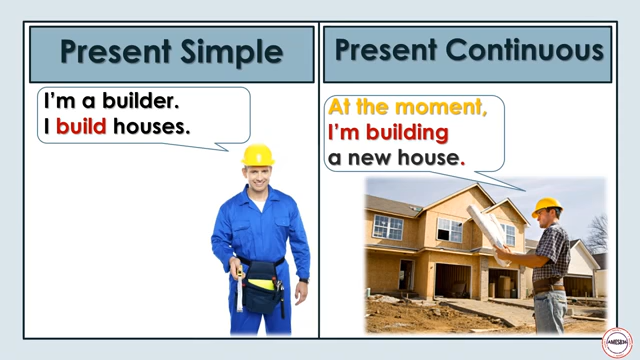 Present Simple
Present Continuous
I'm a builder.
I build houses.
At the moment,
I'm building
a new house.